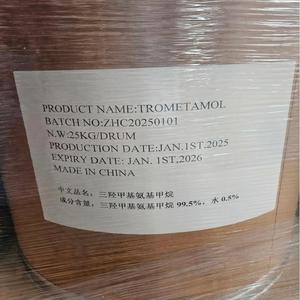 PRODUCT NAME:TROMETAMOL
BATCH NO:ZHC20250101
N.W:25KG/DRUM
PRODUCTION DATE:JAN.1ST,2025
EXPIRY DATE: JAN. 1ST,2026
MADE IN CHINA
中文品名: 三羟甲基氨基甲烷
成分含量: 三羟甲基氨基甲烷 99.5%, 水 0.5%